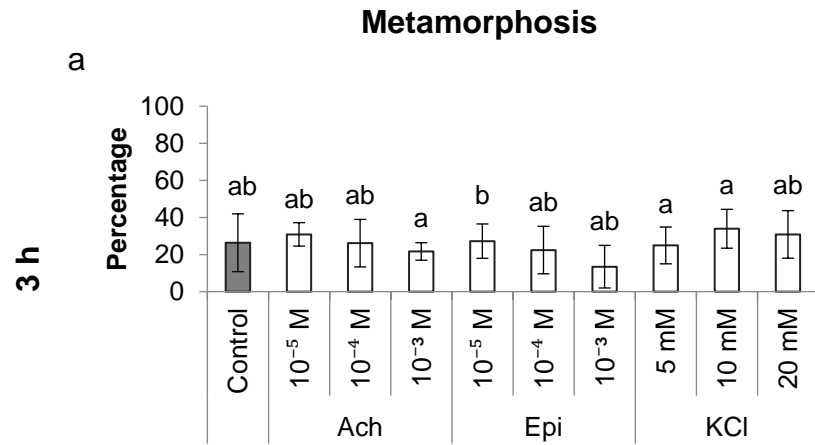 Metamorphosis
a
3 h
Percentage
100
80
60
40
20
0
ab
ab
ab
a
b
ab
ab
a
a
ab
Control
10⁻⁵ M
10⁻⁴ M
10⁻³ M
10⁻⁵ M
10⁻⁴ M
10⁻³ M
5 mM
10 mM
20 mM
Ach
Epi
KCl